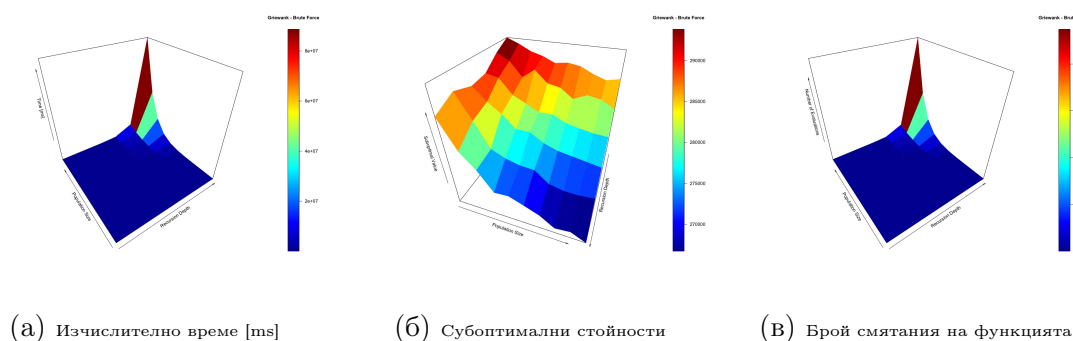 Griewank - Brute Force
8e+07
6e+07
4e+07
2e+07
Time [ms]
Population Size
Recursion Depth
(а) Изчислително време [ms]
Griewank - Brute Force
290000
285000
280000
275000
270000
Suboptimal Value
Population Size
Recursion Depth
(б) Субоптимални стойности
Griewank - Brute Force
Number of Evaluations
Population Size
Recursion Depth
(в) Брой смятания на функцията